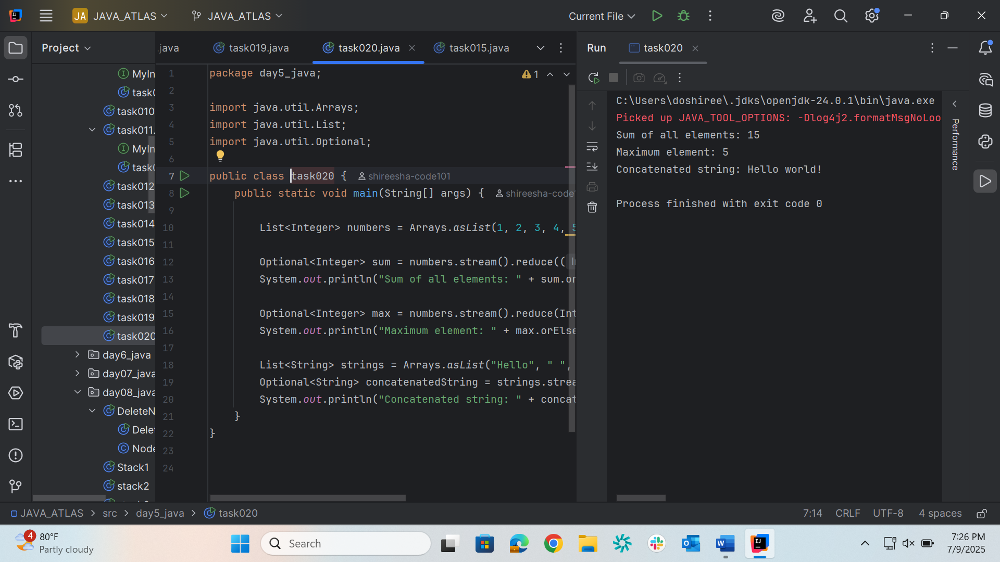 JA JAVA_ATLAS JAVA_ATLAS Current File
Project
.java task019.java task020.java task015.java
Run task020
MyIn
task0
task010
task011.
MyIn
task0
task012
task013
task014
task015
task016
task017
task018
task019
task020
day6_java
day07_java
day08_java
DeleteN
Delet
Node
Stack1
stack2
1 package day5_java;
1
2
3 import java.util.Arrays;
4 import java.util.List;
5 import java.util.Optional;
6
7 public class task020 { shireesha-code101
8 public static void main(String[] args) { shireesha-code1
9
10 List<Integer> numbers = Arrays.asList(1, 2, 3, 4, 5
11
12 Optional<Integer> sum = numbers.stream().reduce((
13 System.out.println("Sum of all elements: " + sum.or
14
15 Optional<Integer> max = numbers.stream().reduce(Int
16 System.out.println("Maximum element: " + max.orElse
17
18 List<String> strings = Arrays.asList("Hello", " ",
19 Optional<String> concatenatedString = strings.strea
20 System.out.println("Concatenated string: " + concat
21 }
22 }
23
24
C:\Users\doshiree\.jdks\openjdk-24.0.1\bin\java.exe
Picked up JAVA_TOOL_OPTIONS: -Dlog4j2.formatMsgNoLoo
Sum of all elements: 15
Maximum element: 5
Concatenated string: Hello world!
Process finished with exit code 0
Performance
JAVA_ATLAS > src > day5_java > task020
7:14 CRLF UTF-8 4 spaces
4
80°F
Partly cloudy
Search
7:26 PM
7/9/2025